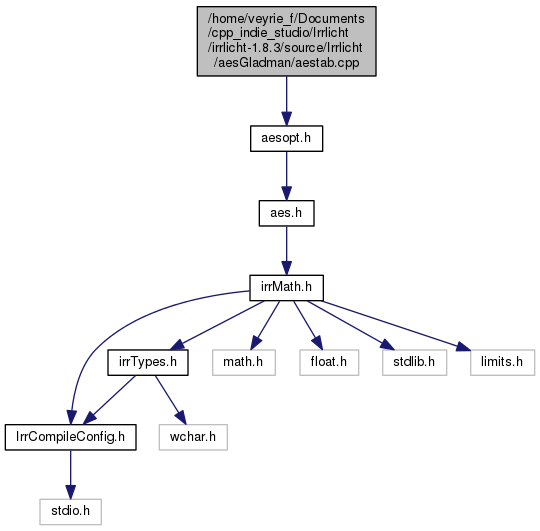 /home/veyrie_f/Documents
/cpp_indie_studio/Irrlicht
/irrlicht-1.8.3/source/Irrlicht
/aesGladman/aestab.cpp
aesopt.h
aes.h
irrMath.h
irrTypes.h
math.h
float.h
stdlib.h
limits.h
IrrCompileConfig.h
wchar.h
stdio.h